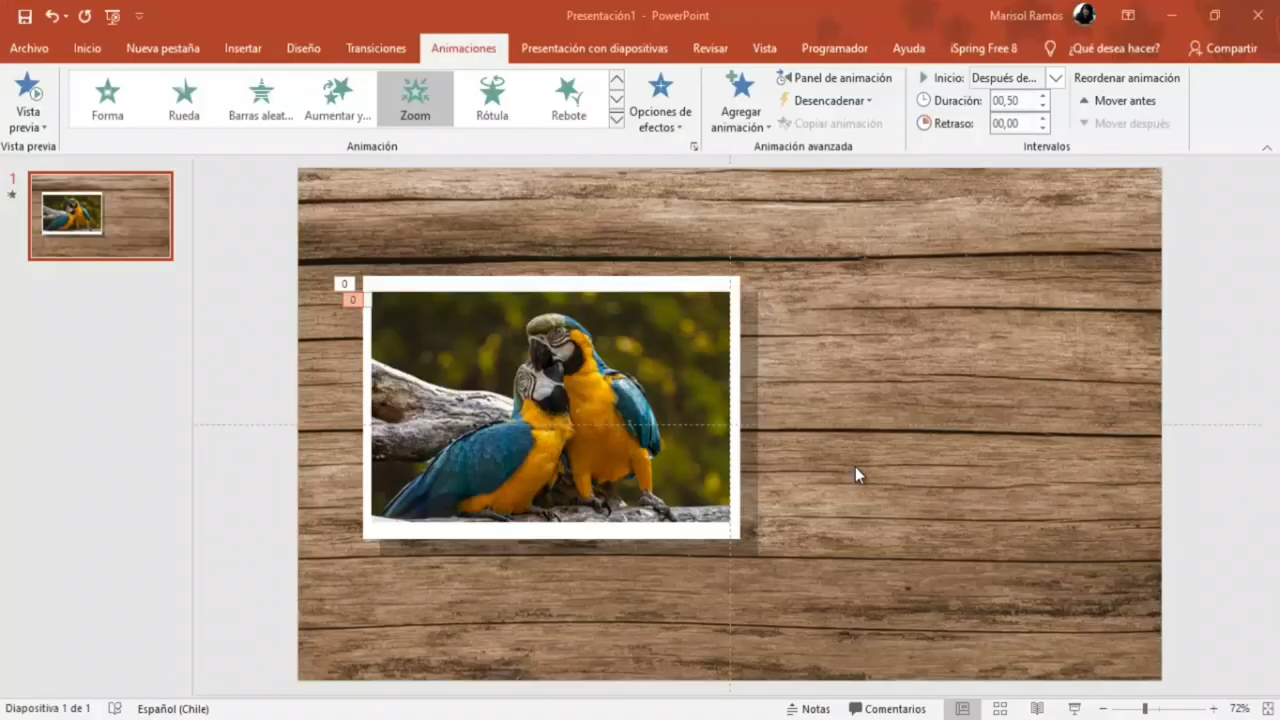 Presentación1 - PowerPoint
Marisol Ramos
Archivo Inicio Nueva pestaña Insertar Diseño Transiciones Animaciones Presentación con diapositivas Revisar Vista Programador Ayuda iSpring Free 8 ¿Qué desea hacer? Compartir
Vista previa
Forma
Rueda
Barras aleat...
Aumentar y...
Zoom
Rótula
Rebote
Opciones de efectos
Agregar animación
Panel de animación
Desencadenar
Copiar animación
Inicio: Después de...
Duración: 00,50
Retraso: 00,00
Reordenar animación
Mover antes
Mover después
Vista previa
Animación
Animación avanzada
Intervalos
1
0
0
Diapositiva 1 de 1
Español (Chile)
Notas
Comentarios
72%